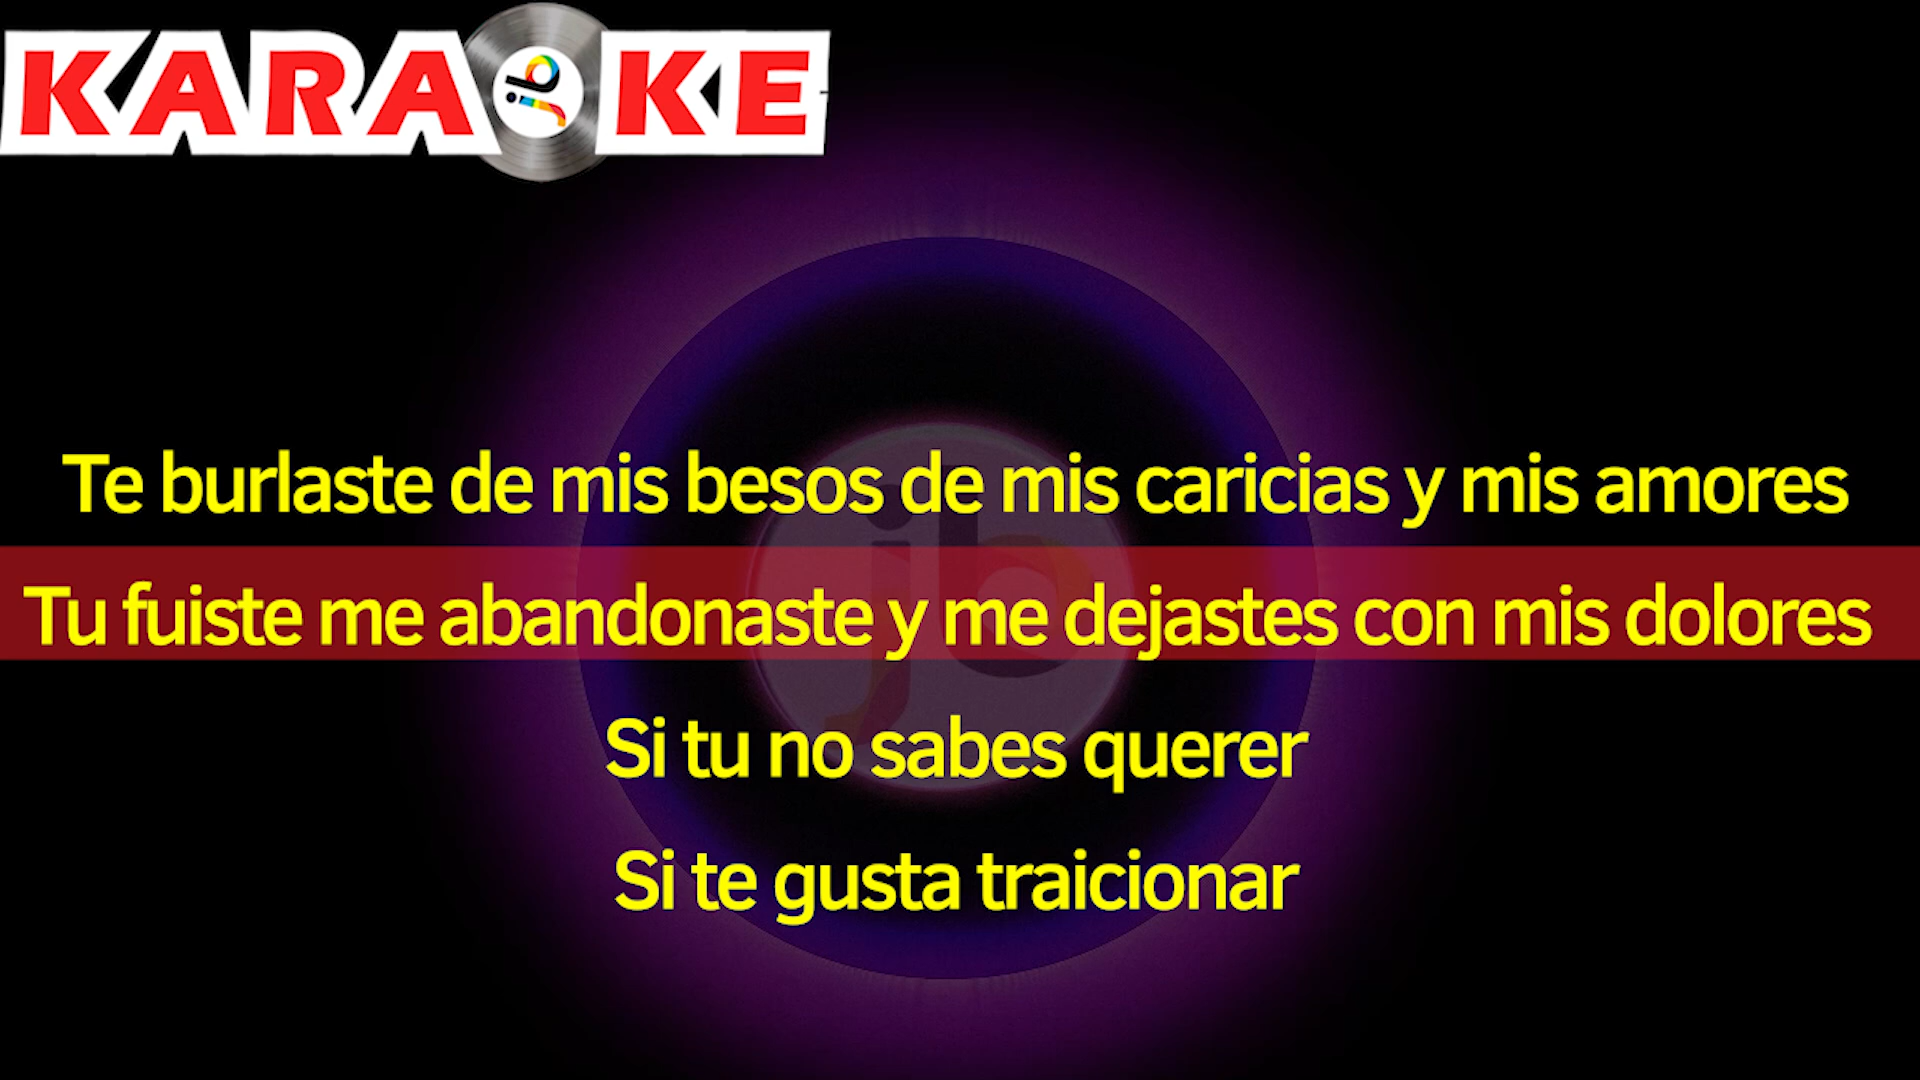 KARAOKE
Te burlaste de mis besos de mis caricias y mis amores
Tu fuiste me abandonaste y me dejastes con mis dolores
Si tu no sabes querer
Si te gusta traicionar
jb